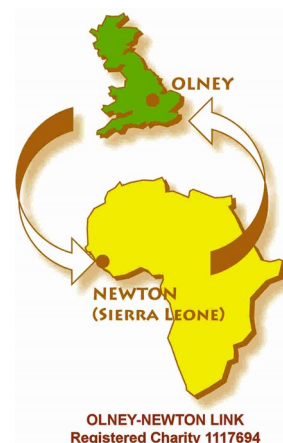 OLNEY
NEWTON
(SIERRA LEONE)
OLNEY-NEWTON LINK
Registered Charity 1117694